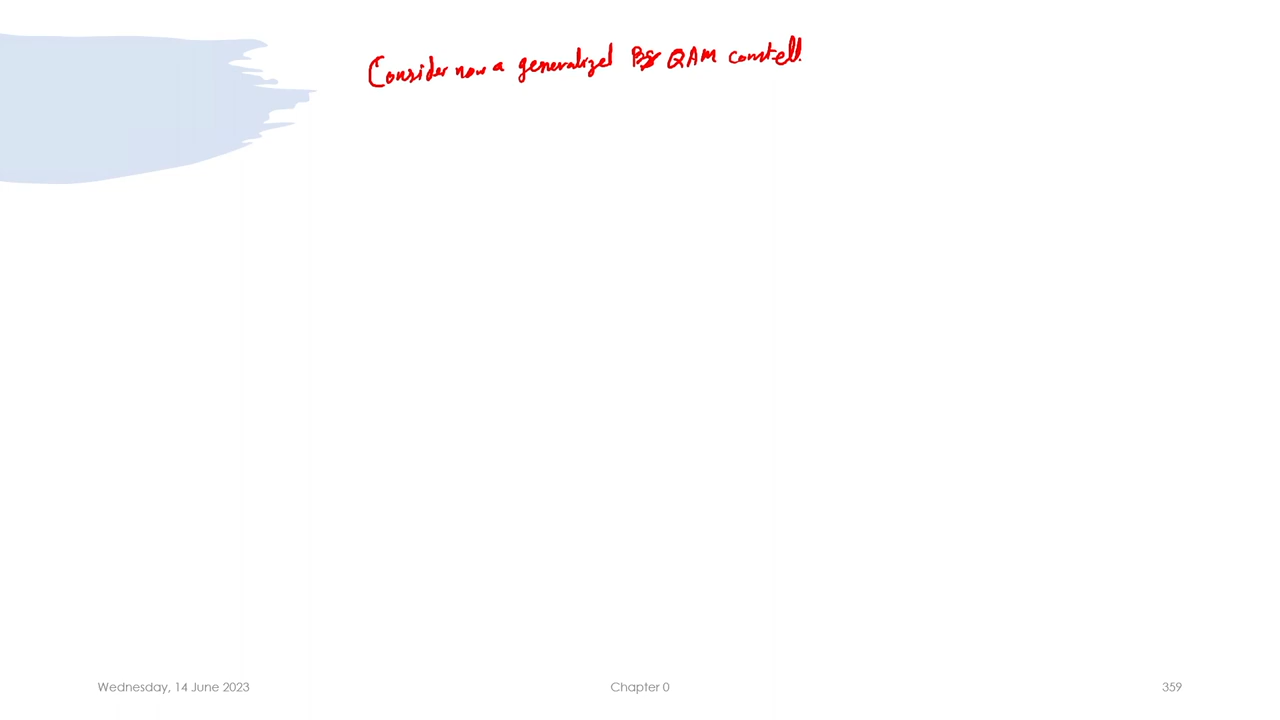 Consider now a generalized QAM constell.
Wednesday, 14 June 2023
Chapter 0
359